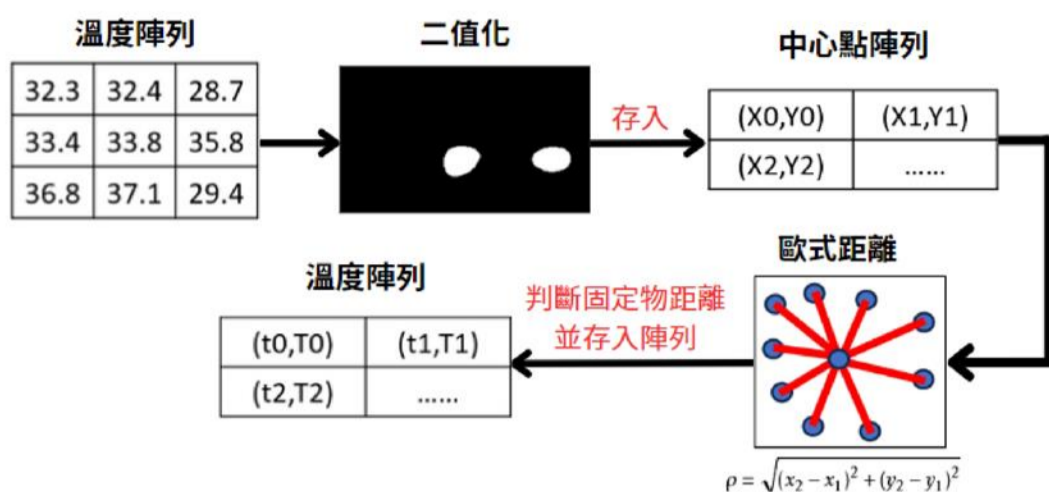 溫度陣列
32.3 32.4 28.7
33.4 33.8 35.8
36.8 37.1 29.4
二值化
存入
中心點陣列
(X0,Y0) (X1,Y1)
(X2,Y2) ……
歐式距離
ρ = √(x₂ − x₁)² + (y₂ − y₁)²
判斷固定物距離
並存入陣列
溫度陣列
(t0,T0) (t1,T1)
(t2,T2) ……